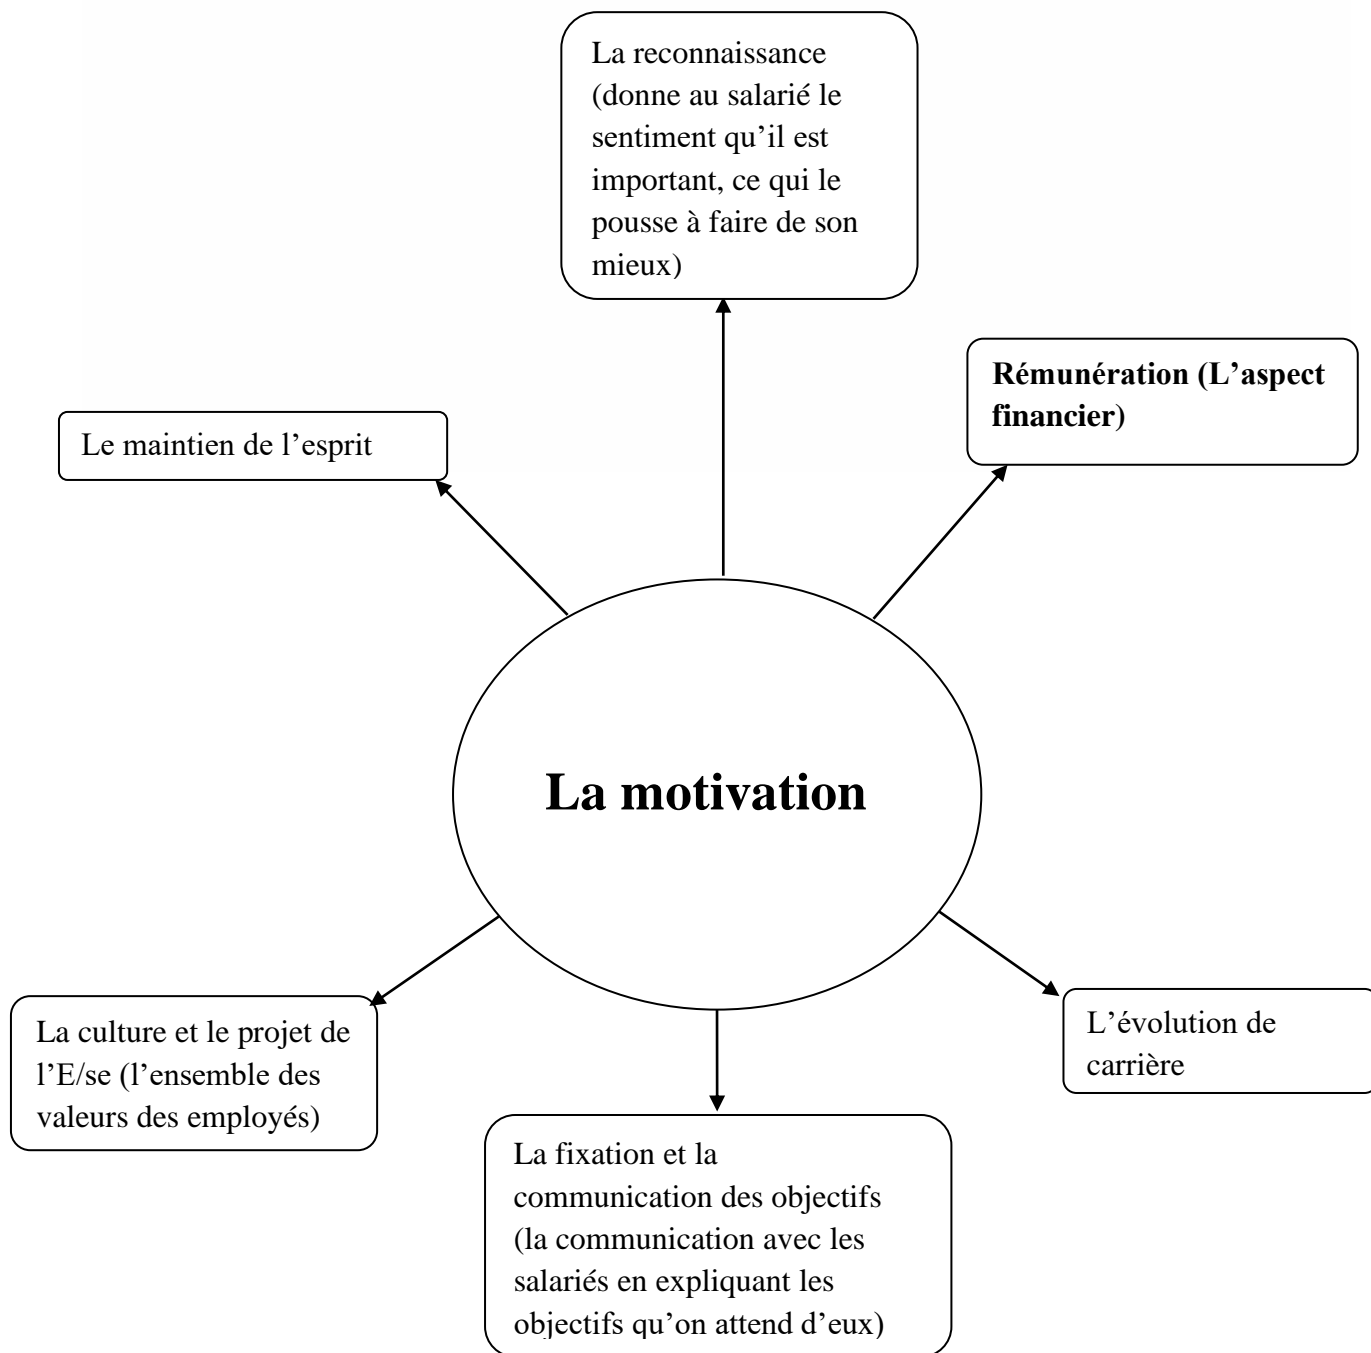 La reconnaissance
(donne au salarié le
sentiment qu’il est
important, ce qui le
pousse à faire de son
mieux)
Rémunération (L’aspect
financier)
Le maintien de l’esprit
La motivation
La culture et le projet de
l’E/se (l’ensemble des
valeurs des employés)
L’évolution de
carrière
La fixation et la
communication des objectifs
(la communication avec les
salariés en expliquant les
objectifs qu’on attend d’eux)